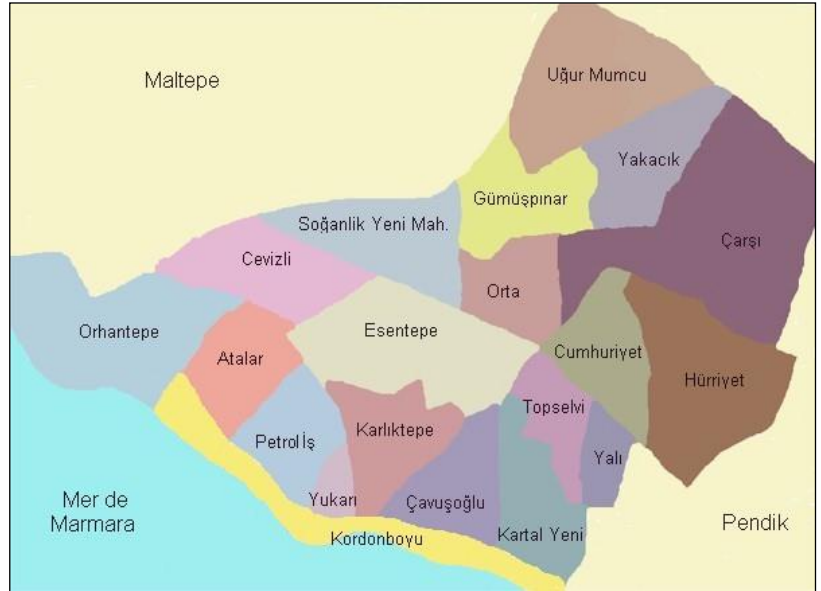 Uğur Mumcu
Maltepe
Yakacık
Gümüşpınar
Soğanlik Yeni Mah.
Çarşı
Cevizli
Orta
Orhantepe
Esentepe
Atalar
Cumhuriyet
Hürriyet
Topselvi
Karlıktepe
Petrol İş
Yalı
Mer de
Marmara
Yukarı
Çavuşoğlu
Pendik
Kartal Yeni
Kordonboyu